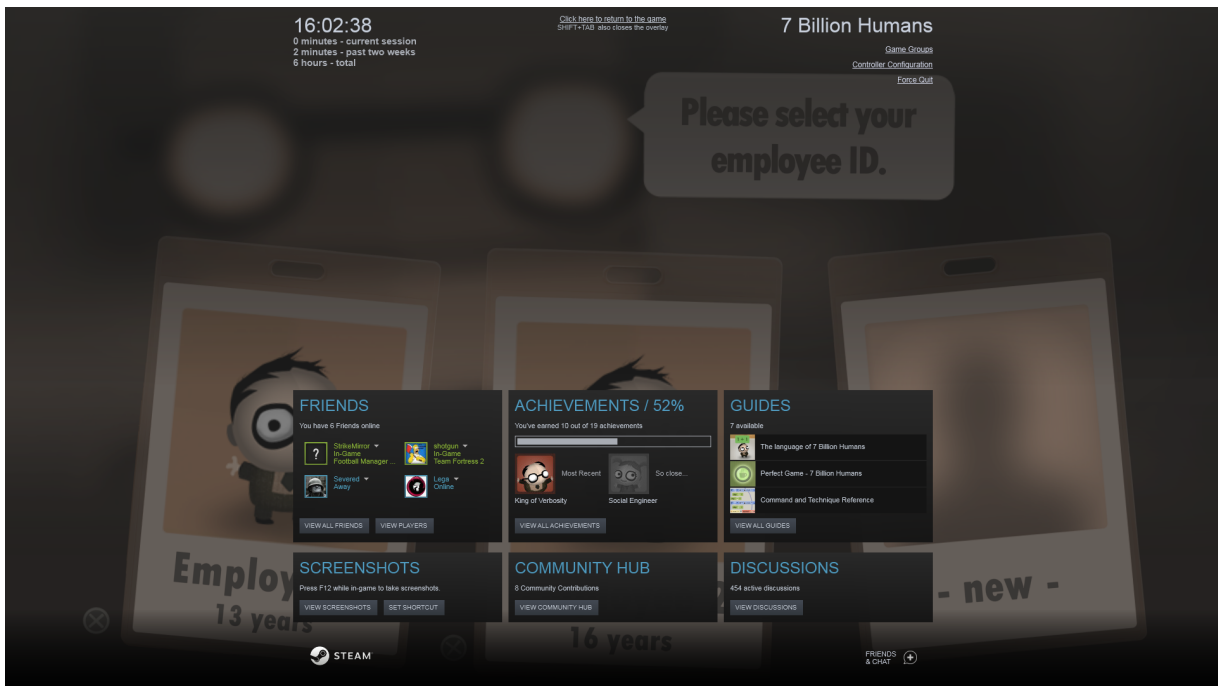 16:02:38
0 minutes - current session
2 minutes - past two weeks
6 hours - total
Click here to return to the game
SHIFT+TAB also closes the overlay
7 Billion Humans
Game Groups
Controller Configuration
Force Quit
Please select your
employee ID.
FRIENDS
You have 6 Friends online
?
StrikeMirror
In-Game
Football Manager ...
shotgun
In-Game
Team Fortress 2
Severed
Away
Lega
Online
VIEW ALL FRIENDS
VIEW PLAYERS
ACHIEVEMENTS / 52%
You've earned 10 out of 19 achievements
Most Recent
So close...
King of Verbosity
Social Engineer
VIEW ALL ACHIEVEMENTS
GUIDES
7 available
The language of 7 Billion Humans
Perfect Game - 7 Billion Humans
Command and Technique Reference
VIEW ALL GUIDES
SCREENSHOTS
Press F12 while in-game to take screenshots.
VIEW SCREENSHOTS
SET SHORTCUT
COMMUNITY HUB
8 Community Contributions
VIEW COMMUNITY HUB
DISCUSSIONS
454 active discussions
VIEW DISCUSSIONS
Employ
13 years
16 years
- new -
STEAM
FRIENDS
& CHAT